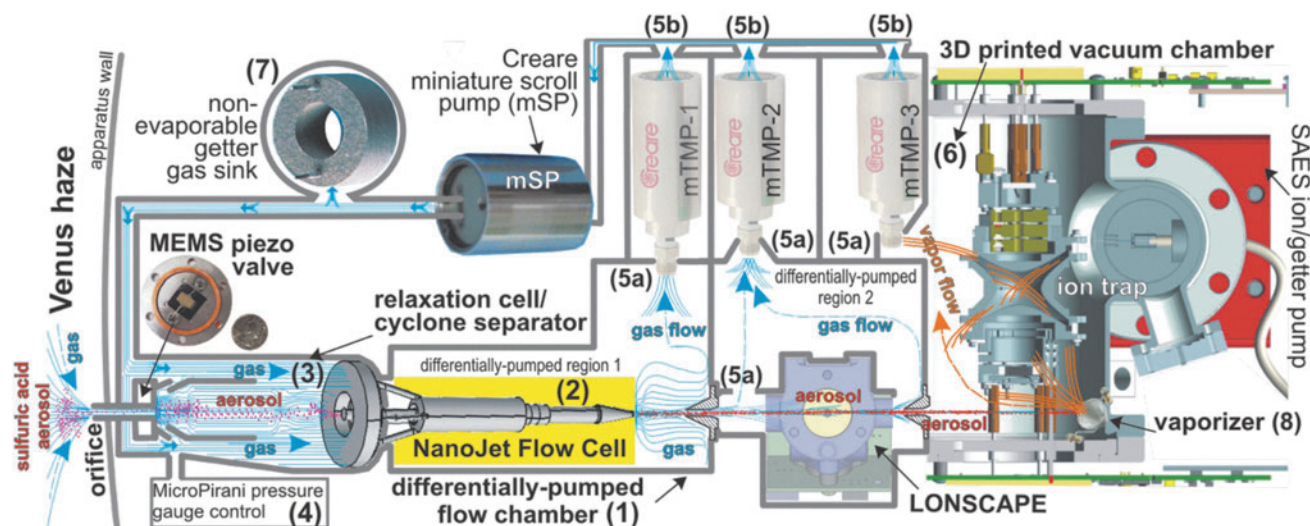 (5b)
(5b)
(5b)
3D printed vacuum chamber
(7)
non-
evaporable
getter
gas sink
Creare
miniature scroll
pump (mSP)
mSP
Creare
mTMP-1
Creare
mTMP-2
Creare
mTMP-3
(6)
SAES ion/getter pump
apparatus wall
Venus haze
MEMS piezo
valve
relaxation cell/
cyclone separator
(5a)
(5a)
(5a)
differentially-pumped
region 2
vapor flow
ion trap
gas flow
gas flow
gas
sulfuric acid
aerosol
orifice
gas
(3)
aerosol
gas
differentially-pumped region 1
(2)
NanoJet Flow Cell
gas
(5a)
aerosol
aerosol
vaporizer (8)
MicroPirani pressure
gauge control
(4)
differentially-pumped
flow chamber (1)
LONSCAPE